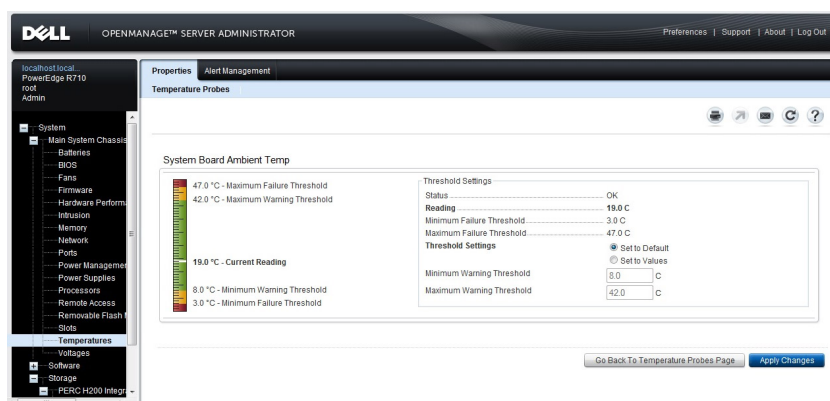 DELL
OPENMANAGE™ SERVER ADMINISTRATOR
Preferences | Support | About | Log Out
localhost.local...
PowerEdge R710
root
Admin
Properties
Alert Management
Temperature Probes
System
Main System Chassis
Batteries
BIOS
Fans
Firmware
Hardware Performa
Intrusion
Memory
Network
Ports
Power Managemen
Power Supplies
Processors
Remote Access
Removable Flash
Slots
Temperatures
Voltages
Software
Storage
PERC H200 Integr
System Board Ambient Temp
47.0 °C - Maximum Failure Threshold
42.0 °C - Maximum Warning Threshold
19.0 °C - Current Reading
8.0 °C - Minimum Warning Threshold
3.0 °C - Minimum Failure Threshold
Threshold Settings
Status OK
Reading 19.0 C
Minimum Failure Threshold 3.0 C
Maximum Failure Threshold 47.0 C
Threshold Settings Set to Default
Set to Values
Minimum Warning Threshold 8.0 C
Maximum Warning Threshold 42.0 C
Go Back To Temperature Probes Page
Apply Changes